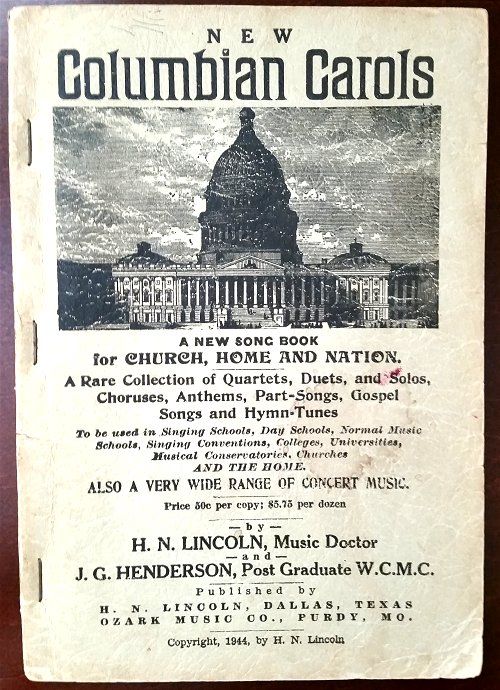 NEW
Columbian Carols
A NEW SONG BOOK
for CHURCH, HOME AND NATION.
A Rare Collection of Quartets, Duets, and Solos,
Choruses, Anthems, Part-Songs, Gospel
Songs and Hymn-Tunes
To be used in Singing Schools, Day Schools, Normal Music
Schools, Singing Conventions, Colleges, Universities,
Musical Conservatories, Churches
AND THE HOME.
ALSO A VERY WIDE RANGE OF CONCERT MUSIC.
Price 50c per copy; $5.75 per dozen
—by—
H. N. LINCOLN, Music Doctor
—and—
J. G. HENDERSON, Post Graduate W.C.M.C.
Published by
H. N. LINCOLN, DALLAS, TEXAS
OZARK MUSIC CO., PURDY, MO.
Copyright, 1944, by H. N. Lincoln